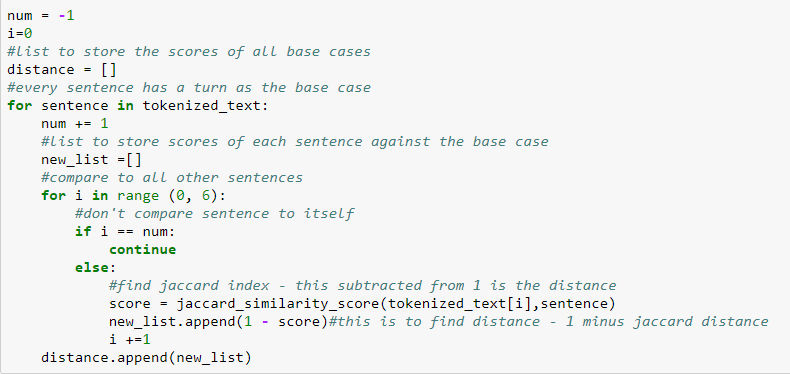 num = -1
i=0
#list to store the scores of all base cases
distance = []
#every sentence has a turn as the base case
for sentence in tokenized_text:
    num += 1
    #list to store scores of each sentence against the base case
    new_list =[]
    #compare to all other sentences
    for i in range (0, 6):
        #don't compare sentence to itself
        if i == num:
            continue
        else:
            #find jaccard index - this subtracted from 1 is the distance
            score = jaccard_similarity_score(tokenized_text[i],sentence)
            new_list.append(1 - score)#this is to find distance - 1 minus jaccard distance
            i +=1
    distance.append(new_list)